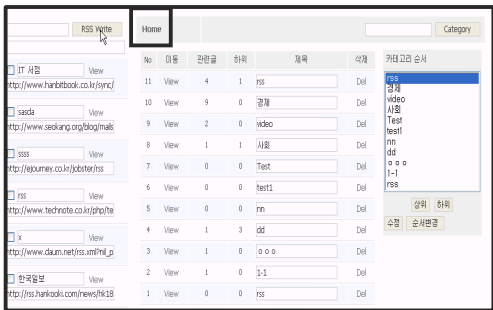 RSS Write
Home
Category
IT 서점 View
http://www.hanbitbook.co.kr/sync/
sasda View
http://www.seokang.org/blog/mails
ssss View
http://ejourney.co.kr/jobster/rss
rss View
http://www.technote.co.kr/php/te
x View
http://www.daum.net/rss.xml?nil_p
한국일보 View
http://rss.hankooki.com/news/hk18
No 이동 관련글 하위 제목 삭제
11 View 4 1 rss Del
10 View 9 0 경제 Del
9 View 2 0 video Del
8 View 1 1 사회 Del
7 View 0 0 Test Del
6 View 0 0 test1 Del
5 View 0 0 nn Del
4 View 1 3 dd Del
3 View 1 0 o o o Del
2 View 1 0 1-1 Del
1 View 0 0 rss Del
카테고리 순서
rss
경제
video
사회
Test
test1
nn
dd
o o o
1-1
rss
상위 하위
수정 순서변경